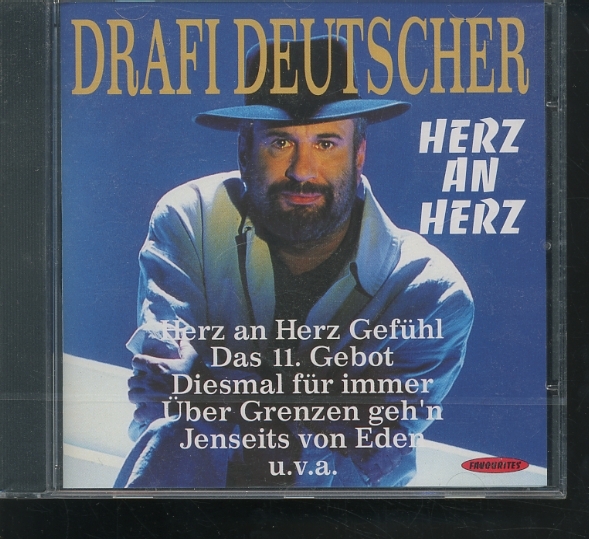 DRAFI DEUTSCHER
HERZ
AN
HERZ
Herz an Herz Gefühl
Das 11. Gebot
Diesmal für immer
Über Grenzen geh'n
Jenseits von Eden
u.v.a.
FAVOURITES